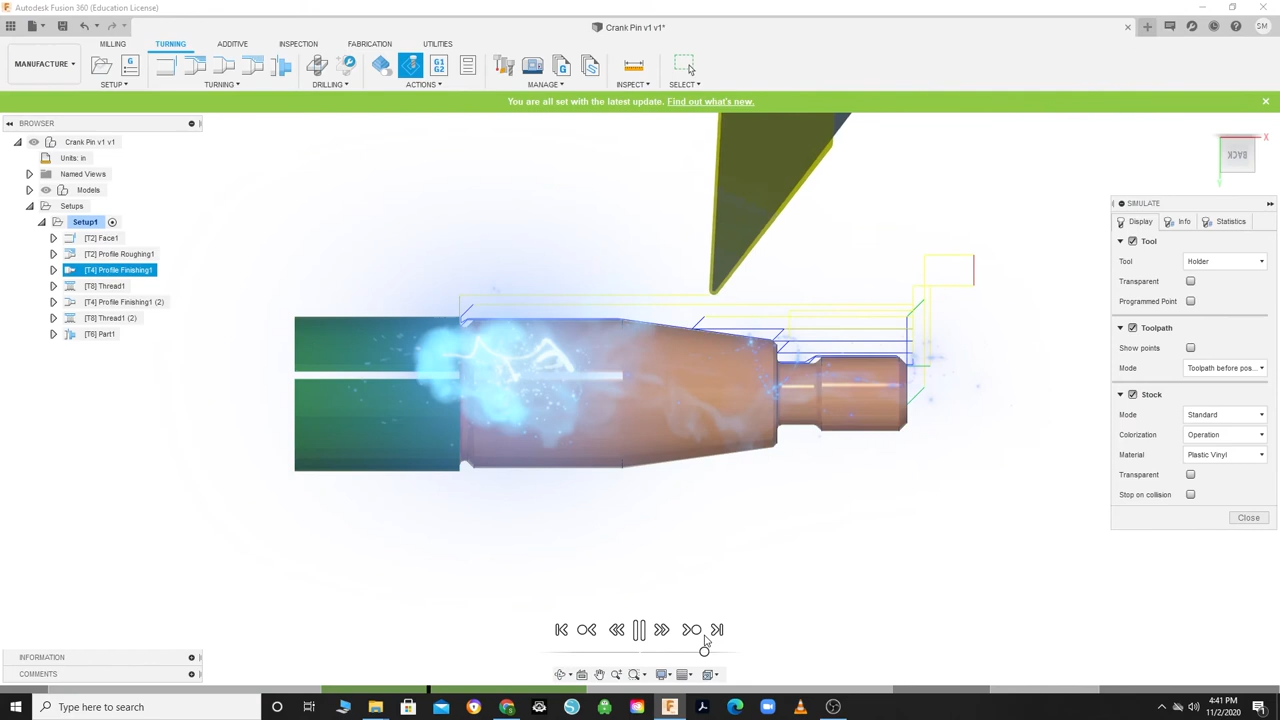 Autodesk Fusion 360 (Education License)
Crank Pin v1 v1*
SM
MILLING
TURNING
ADDITIVE
INSPECTION
FABRICATION
UTILITIES
MANUFACTURE
G1
G2
SETUP
TURNING
DRILLING
ACTIONS
MANAGE
INSPECT
SELECT
You are all set with the latest update. Find out what's new.
BROWSER
Crank Pin v1 v1
Units: in
Named Views
Models
Setups
Setup1
[T2] Face1
[T2] Profile Roughing1
[T4] Profile Finishing1
[T8] Thread1
[T4] Profile Finishing1 (2)
[T8] Thread1 (2)
[T6] Part1
BACK
X
SIMULATE
Display
Info
Statistics
Tool
Tool
Holder
Transparent
Programmed Point
Toolpath
Show points
Mode
Toolpath before pos...
Stock
Mode
Standard
Colorization
Operation
Material
Plastic Vinyl
Transparent
Stop on collision
Close
INFORMATION
COMMENTS
Type here to search
4:41 PM
11/2/2020